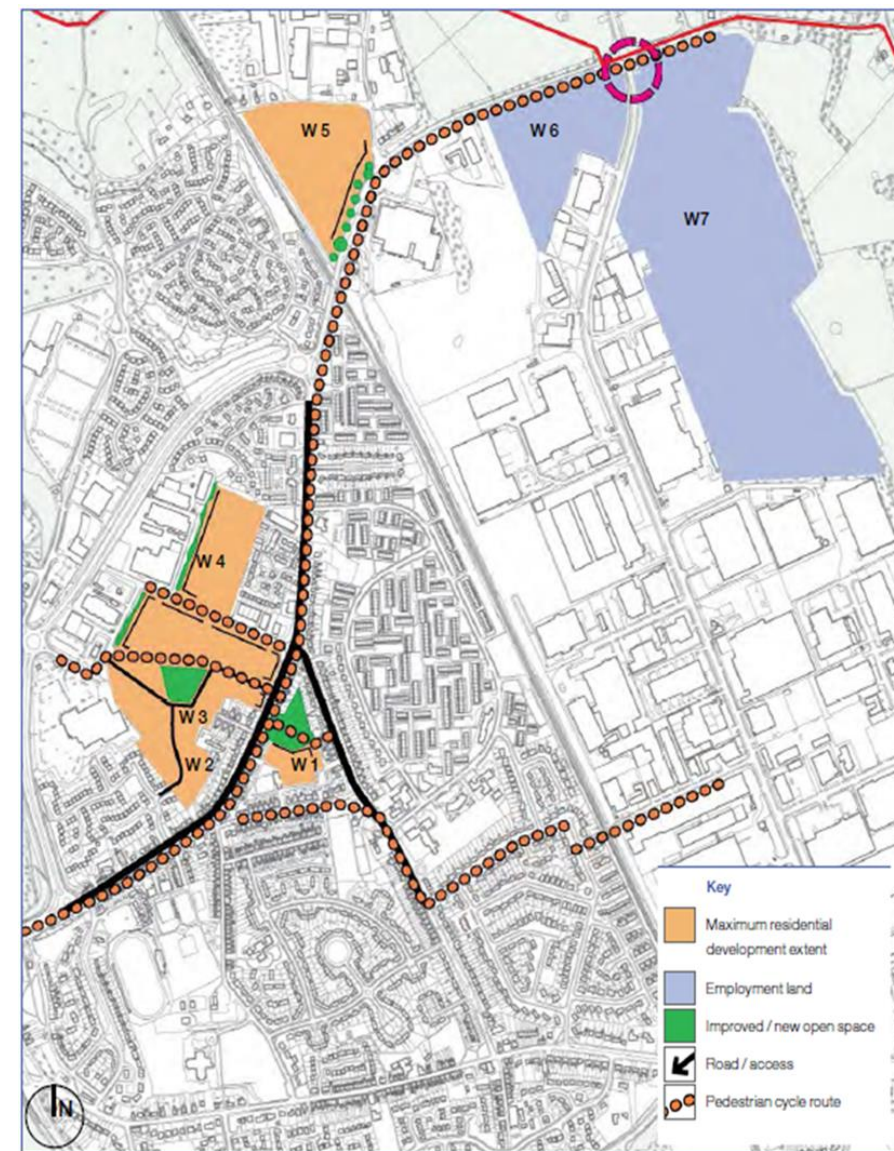 W 5
W 6
W7
W 4
W 3
W 2
W 1
Key
Maximum residential
development extent
Employment land
Improved / new open space
Road / access
Pedestrian cycle route
N